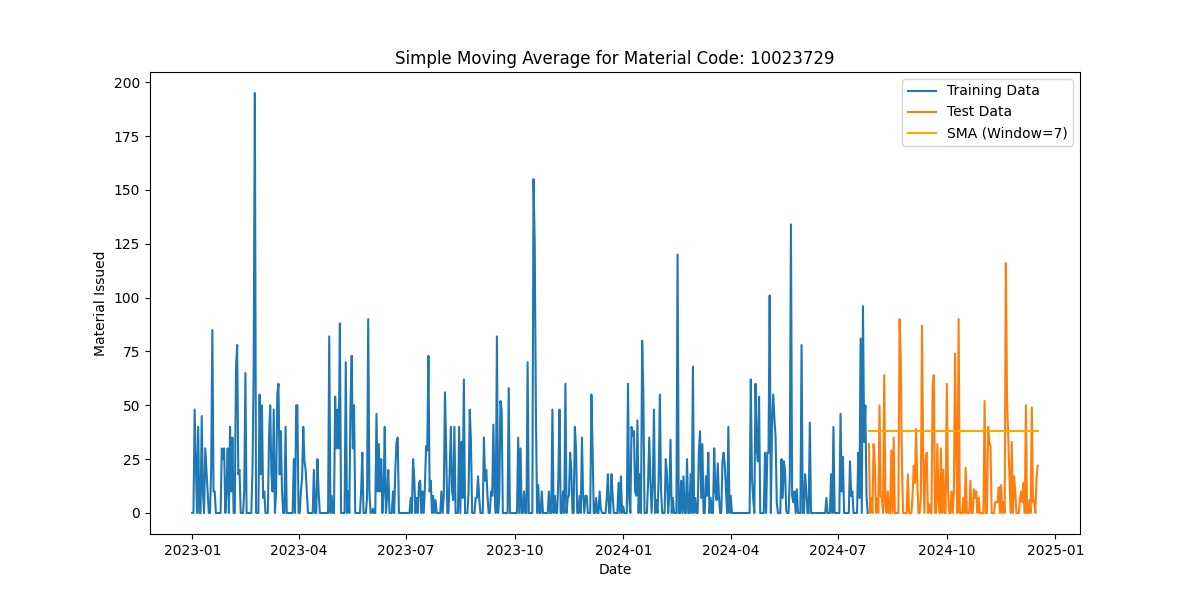 Simple Moving Average for Material Code: 10023729
200
175
150
125
100
75
50
25
0
Material Issued
Training Data
Test Data
SMA (Window=7)
2023-01 2023-04 2023-07 2023-10 2024-01 2024-04 2024-07 2024-10 2025-01
Date